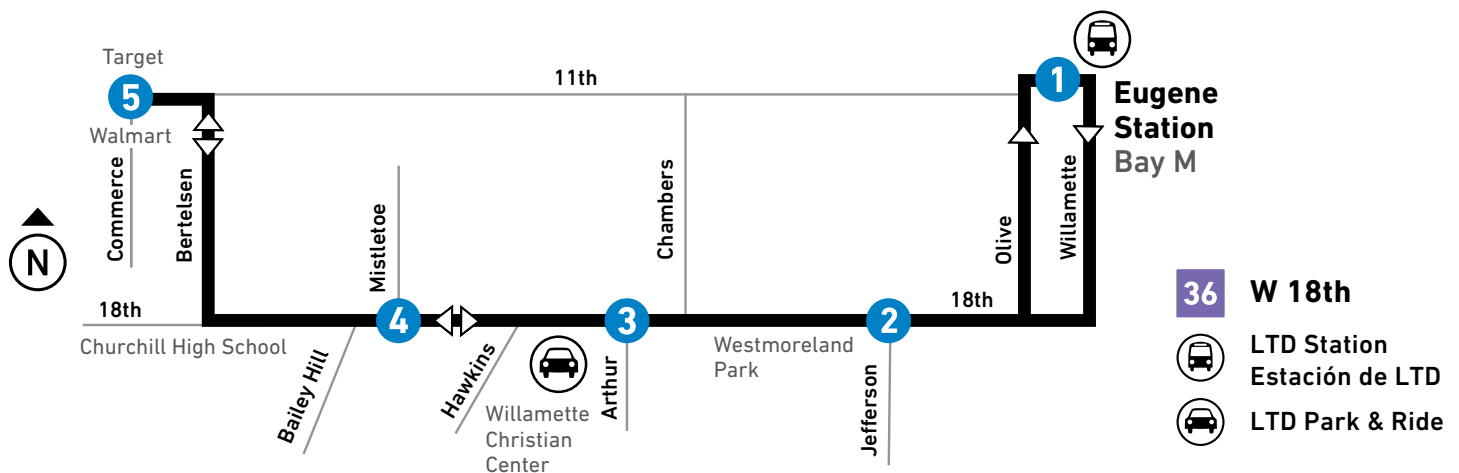 Target
5
Walmart
11th
1
Eugene
Station
Bay M
Commerce
Bertelsen
Mistletoe
Chambers
Olive
Willamette
N
18th
Churchill High School
4
3
2
18th
Bailey Hill
Hawkins
Willamette
Christian
Center
Arthur
Westmoreland
Park
Jefferson
36 W 18th
LTD Station
Estación de LTD
LTD Park & Ride